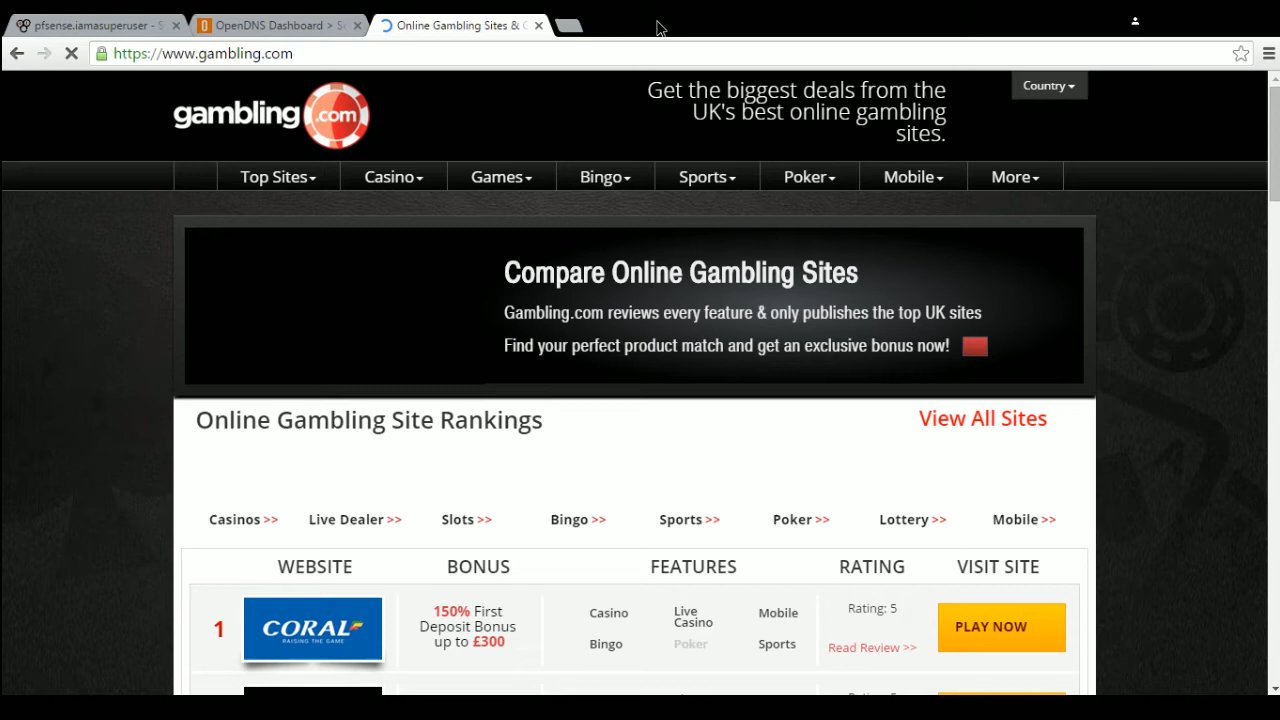 pfsense.iamasuperuser - S
OpenDNS Dashboard > Se
Online Gambling Sites & G
https://www.gambling.com
gambling.com
Get the biggest deals from the
UK's best online gambling
sites.
Country
Top Sites
Casino
Games
Bingo
Sports
Poker
Mobile
More
Compare Online Gambling Sites
Gambling.com reviews every feature & only publishes the top UK sites
Find your perfect product match and get an exclusive bonus now!
Online Gambling Site Rankings
View All Sites
Casinos >>
Live Dealer >>
Slots >>
Bingo >>
Sports >>
Poker >>
Lottery >>
Mobile >>
WEBSITE
BONUS
FEATURES
RATING
VISIT SITE
1
CORAL
RAISING THE GAME
150% First
Deposit Bonus
up to £300
Casino
Live
Casino
Mobile
Bingo
Poker
Sports
Rating: 5
Read Review >>
PLAY NOW